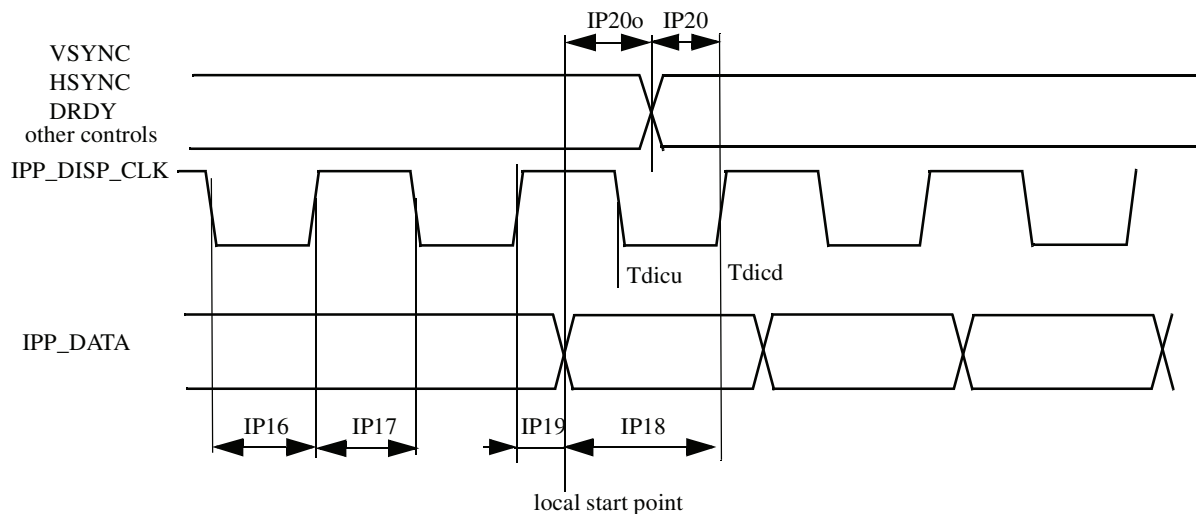 IP20o IP20
VSYNC
HSYNC
DRDY
other controls
IPP_DISP_CLK
Tdicu Tdicd
IPP_DATA
IP16 IP17 IP19 IP18
local start point